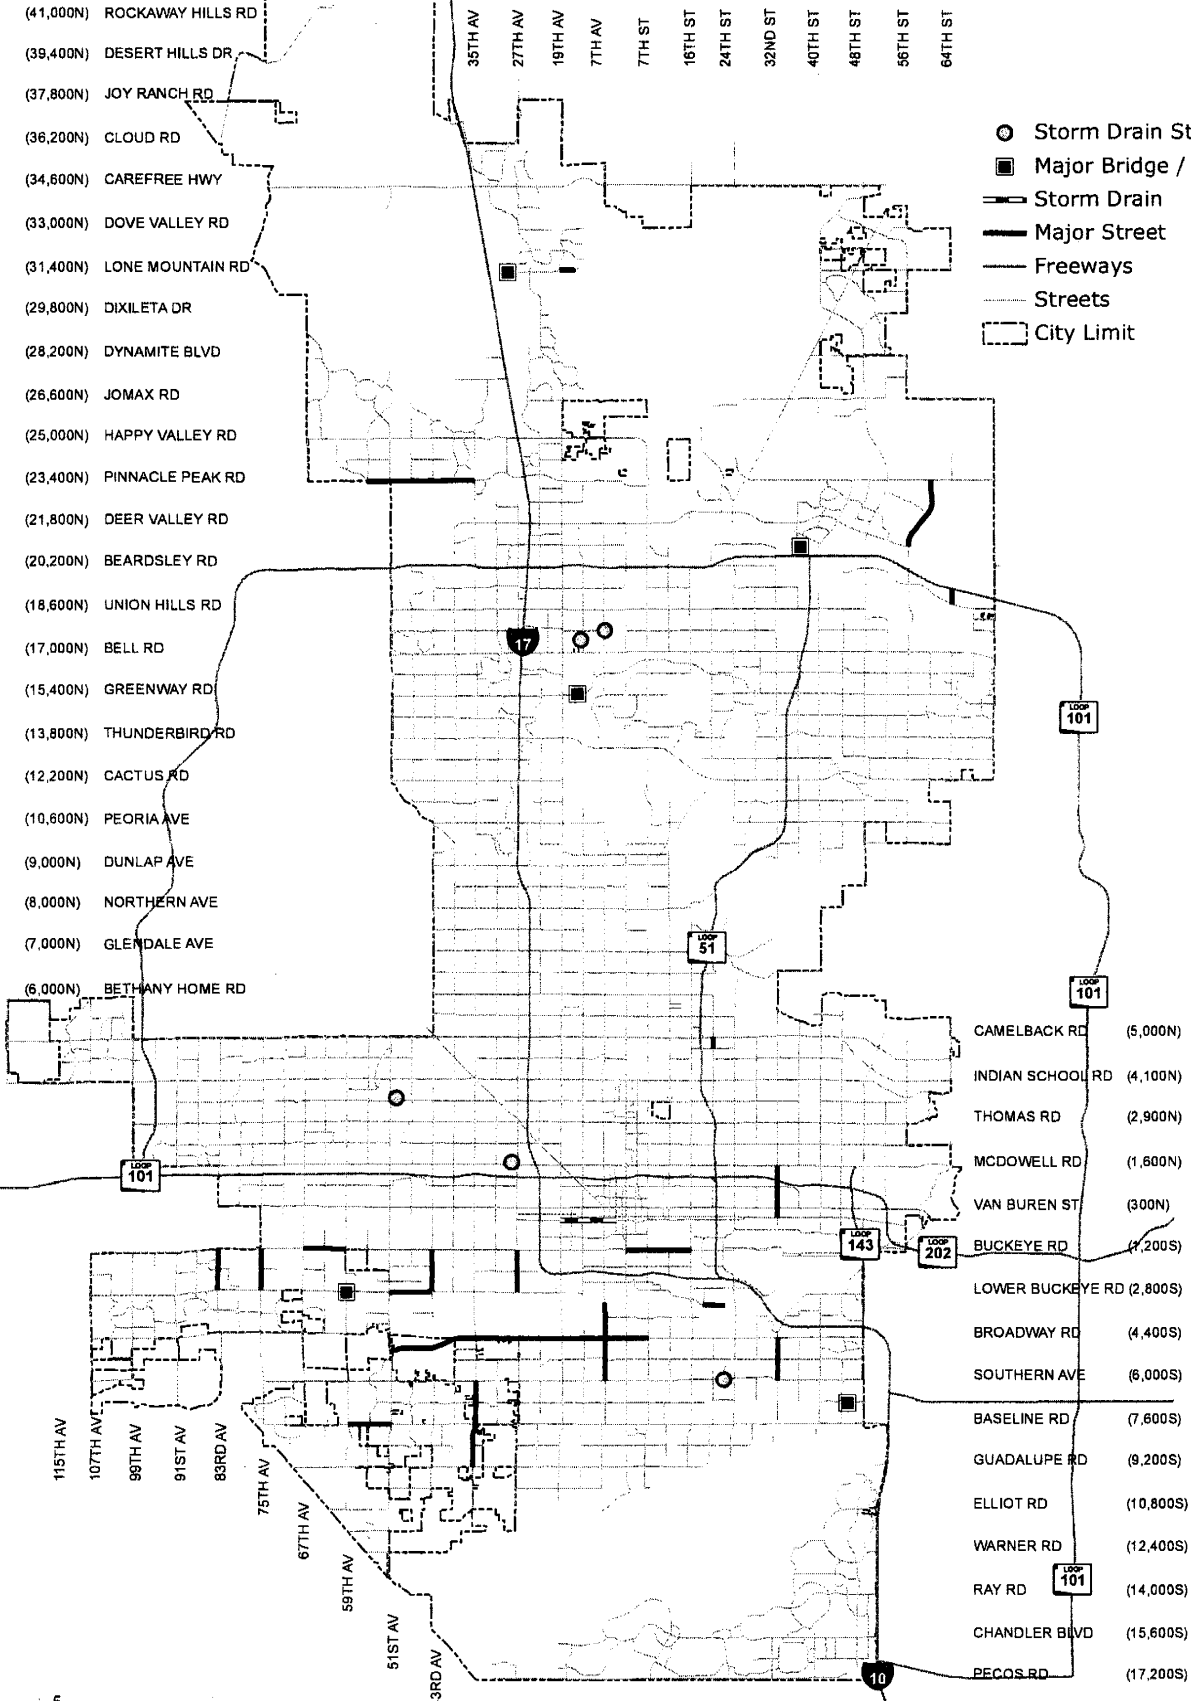 (41,000N) ROCKAWAY HILLS RD
(39,400N) DESERT HILLS DR
(37,800N) JOY RANCH RD
(36,200N) CLOUD RD
(34,600N) CAREFREE HWY
(33,000N) DOVE VALLEY RD
(31,400N) LONE MOUNTAIN RD
(29,800N) DIXILETA DR
(28,200N) DYNAMITE BLVD
(26,600N) JOMAX RD
(25,000N) HAPPY VALLEY RD
(23,400N) PINNACLE PEAK RD
(21,800N) DEER VALLEY RD
(20,200N) BEARDSLEY RD
(18,600N) UNION HILLS RD
(17,000N) BELL RD
(15,400N) GREENWAY RD
(13,800N) THUNDERBIRD RD
(12,200N) CACTUS RD
(10,600N) PEORIA AVE
(9,000N) DUNLAP AVE
(8,000N) NORTHERN AVE
(7,000N) GLENDALE AVE
(6,000N) BETHANY HOME RD
35TH AV
27TH AV
19TH AV
7TH AV
7TH ST
16TH ST
24TH ST
32ND ST
40TH ST
48TH ST
56TH ST
64TH ST
Storm Drain St
Major Bridge /
Storm Drain
Major Street
Freeways
Streets
City Limit
17
LOOP 101
LOOP 51
LOOP 101
LOOP 101
LOOP 143
LOOP 202
LOOP 101
10
CAMELBACK RD (5,000N)
INDIAN SCHOOL RD (4,100N)
THOMAS RD (2,900N)
MCDOWELL RD (1,600N)
VAN BUREN ST (300N)
BUCKEYE RD (1,200S)
LOWER BUCKEYE RD (2,800S)
BROADWAY RD (4,400S)
SOUTHERN AVE (6,000S)
BASELINE RD (7,600S)
GUADALUPE RD (9,200S)
ELLIOT RD (10,800S)
WARNER RD (12,400S)
RAY RD (14,000S)
CHANDLER BLVD (15,600S)
PECOS RD (17,200S)
115TH AV
107TH AV
99TH AV
91ST AV
83RD AV
75TH AV
67TH AV
59TH AV
51ST AV
3RD AV